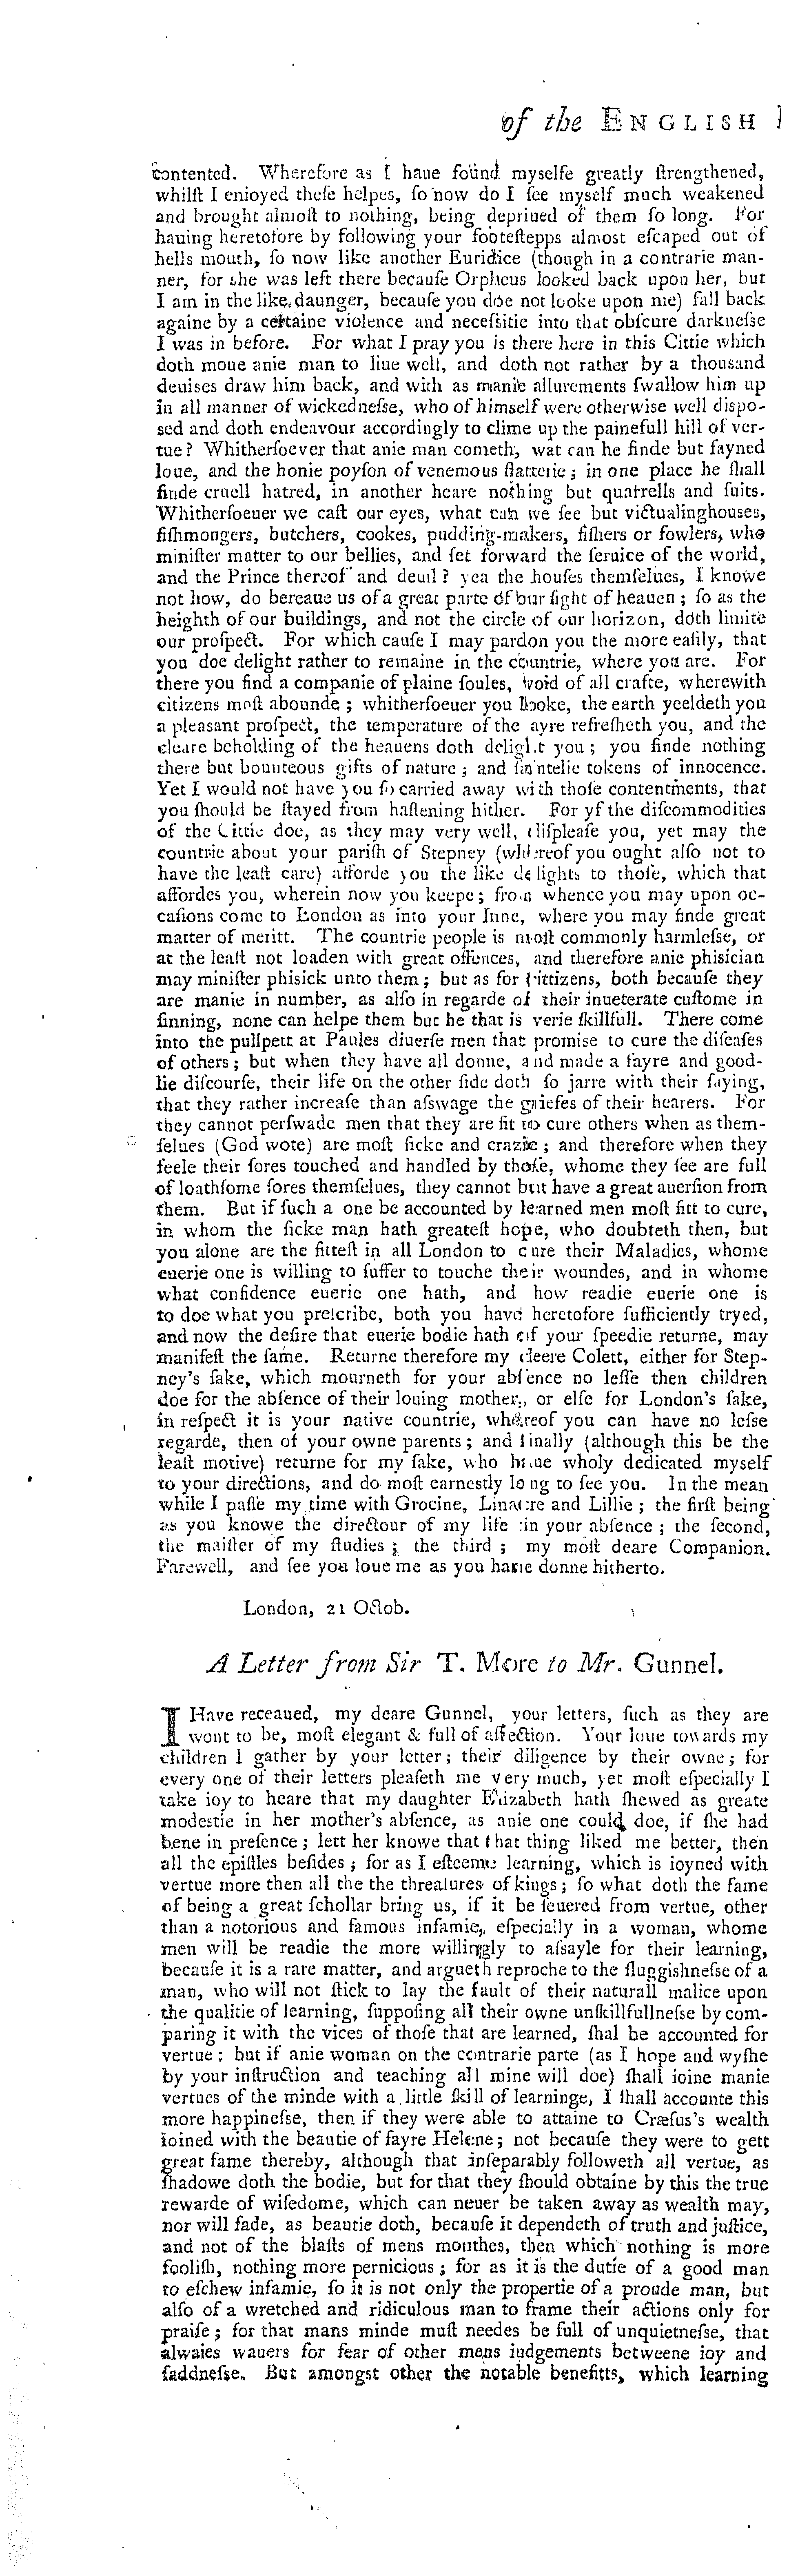 of the ENGLISH
contented. Wherefore as I haue found myselfe greatly ſtrengthened,
whilſt I enioyed theſe helpes, ſo now do I ſee myself much weakened
and brought almoſt to nothing, being depriued of them ſo long. For
hauing heretofore by following your footeſtepps almost eſcaped out of
hells mouth, ſo now like another Euridice (though in a contrarie man-
ner, for she was left there becauſe Orpheus looked back upon her, but
I am in the like daunger, becauſe you doe not looke upon me) fall back
againe by a certaine violence and neceſsitie into that obſcure darkneſse
I was in before. For what I pray you is there here in this Cittie which
doth moue anie man to liue well, and doth not rather by a thousand
deuises draw him back, and with as manie allurements ſwallow him up
in all manner of wickedneſse, who of himself were otherwise well dispo-
sed and doth endeavour accordingly to clime up the painefull hill of ver-
tue? Whitherſoever that anie man cometh, wat can he finde but fayned
loue, and the honie poyſon of venemous flatterie; in one place he ſhall
finde cruell hatred, in another heare nothing but quarrells and ſuits.
Whitherſoeuer we caſt our eyes, what can we ſee but victualinghouses,
fiſhmongers, butchers, cookes, pudding-makers, fiſhers or fowlers, who
miniſter matter to our bellies, and ſet forward the ſeruice of the world,
and the Prince thereof and deuil? yea the houſes themſelues, I knowe
not how, do bereaue us of a great parte of our ſight of heauen; ſo as the
heighth of our buildings, and not the circle of our horizon, doth limite
our proſpect. For which cauſe I may pardon you the more eaſily, that
you doe delight rather to remaine in the countrie, where you are. For
there you find a companie of plaine ſoules, void of all crafte, wherewith
citizens moſt abounde; whitherſoeuer you looke, the earth yeeldeth you
a pleasant proſpect, the temperature of the ayre refreſheth you, and the
cleare beholding of the heauens doth delight you; you finde nothing
there but bounteous gifts of nature; and ſaintelie tokens of innocence.
Yet I would not have you ſo carried away with thoſe contentments, that
you ſhould be ſtayed from haſtening hither. For yf the diſcommodities
of the Cittie doe, as they may very well, diſpleaſe you, yet may the
countrie about your pariſh of Stepney (whereof you ought alſo not to
have the leaſt care) afforde you the like delights to thoſe, which that
affordes you, wherein now you keepe; from whence you may upon oc-
caſions come to London as into your Inne, where you may finde great
matter of meritt. The countrie people is moſt commonly harmleſse, or
at the leaſt not loaden with great offences, and therefore anie phisician
may miniſter phisick unto them; but as for Cittizens, both becauſe they
are manie in number, as alſo in regarde of their inueterate cuſtome in
ſinning, none can helpe them but he that is verie ſkillfull. There come
into the pullpett at Paules diuerſe men that promise to cure the diſeaſes
of others; but when they have all donne, and made a fayre and good-
lie diſcourſe, their life on the other ſide doth ſo jarre with their ſaying,
that they rather increaſe than aſswage the griefes of their hearers. For
they cannot perſwade men that they are fit to cure others when as them-
ſelues (God wote) are moſt ſicke and crazie; and therefore when they
feele their ſores touched and handled by thoſe, whome they ſee are full
of loathſome ſores themſelues, they cannot but have a great auerſion from
them. But if ſuch a one be accounted by learned men moſt fitt to cure,
in whom the ſicke man hath greateſt hope, who doubteth then, but
you alone are the fitteſt in all London to cure their Maladies, whome
euerie one is willing to ſuffer to touche their woundes, and in whome
what confidence euerie one hath, and how readie euerie one is
to doe what you preſcribe, both you have heretofore ſufficiently tryed,
and now the deſire that euerie bodie hath of your ſpeedie returne, may
manifeſt the ſame. Returne therefore my deere Colett, either for Step-
ney's ſake, which mourneth for your abſence no leſſe then children
doe for the abſence of their louing mother, or elſe for London's ſake,
in reſpect it is your native countrie, whereof you can have no leſse
regarde, then of your owne parents; and finally (although this be the
leaſt motive) returne for my ſake, who haue wholy dedicated myself
to your directions, and do moſt earnestly long to ſee you. In the mean
while I paſſe my time with Grocine, Linacre and Lillie; the firſt being
as you knowe the directour of my life in your abſence; the ſecond,
the maiſter of my ſtudies; the third; my moſt deare Companion.
Farewell, and ſee you loue me as you haue donne hitherto.
London, 21 Octob.
A Letter from Sir T. More to Mr. Gunnel.
I Have receaued, my deare Gunnel, your letters, ſuch as they are
wont to be, moſt elegant & full of affection. Your loue towards my
children I gather by your letter; their diligence by their owne; for
every one of their letters pleaſeth me very much, yet moſt eſpecially I
take joy to heare that my daughter Elizabeth hath ſhewed as greate
modestie in her mother's abſence, as anie one could doe, if ſhe had
bene in preſence; lett her knowe that that thing liked me better, then
all the epiſtles beſides; for as I eſteeme learning, which is ioyned with
vertue more then all the the threaſures of kings; ſo what doth the fame
of being a great ſchollar bring us, if it be ſeuered from vertue, other
than a notorious and famous infamie, eſpecially in a woman, whome
men will be readie the more willingly to aſsayle for their learning,
becauſe it is a rare matter, and argueth reproche to the ſluggiſhneſse of a
man, who will not ſtick to lay the fault of their naturall malice upon
the qualitie of learning, ſuppoſing all their owne unſkillfullneſse by com-
paring it with the vices of thoſe that are learned, ſhal be accounted for
vertue: but if anie woman on the contrarie parte (as I hope and wyſhe
by your inſtruction and teaching all mine will doe) ſhall ioine manie
vertues of the minde with a little ſkill of learninge, I ſhall accounte this
more happineſse, then if they were able to attaine to Cræſus's wealth
ioined with the beautie of fayre Helene; not becauſe they were to gett
great fame thereby, although that inſeparably followeth all vertue, as
ſhadowe doth the bodie, but for that they ſhould obtaine by this the true
rewarde of wiſedome, which can neuer be taken away as wealth may,
nor will fade, as beautie doth, becauſe it dependeth of truth and juſtice,
and not of the blaſts of mens mouthes, then which nothing is more
fooliſh, nothing more pernicious; for as it is the dutie of a good man
to eſchew infamie, ſo it is not only the propertie of a proude man, but
alſo of a wretched and ridiculous man to frame their actions only for
praiſe; for that mans minde muſt needes be full of unquietneſse, that
alwaies wauers for fear of other mens iudgements betweene ioy and
ſaddneſse. But amongst other the notable benefitts, which learning